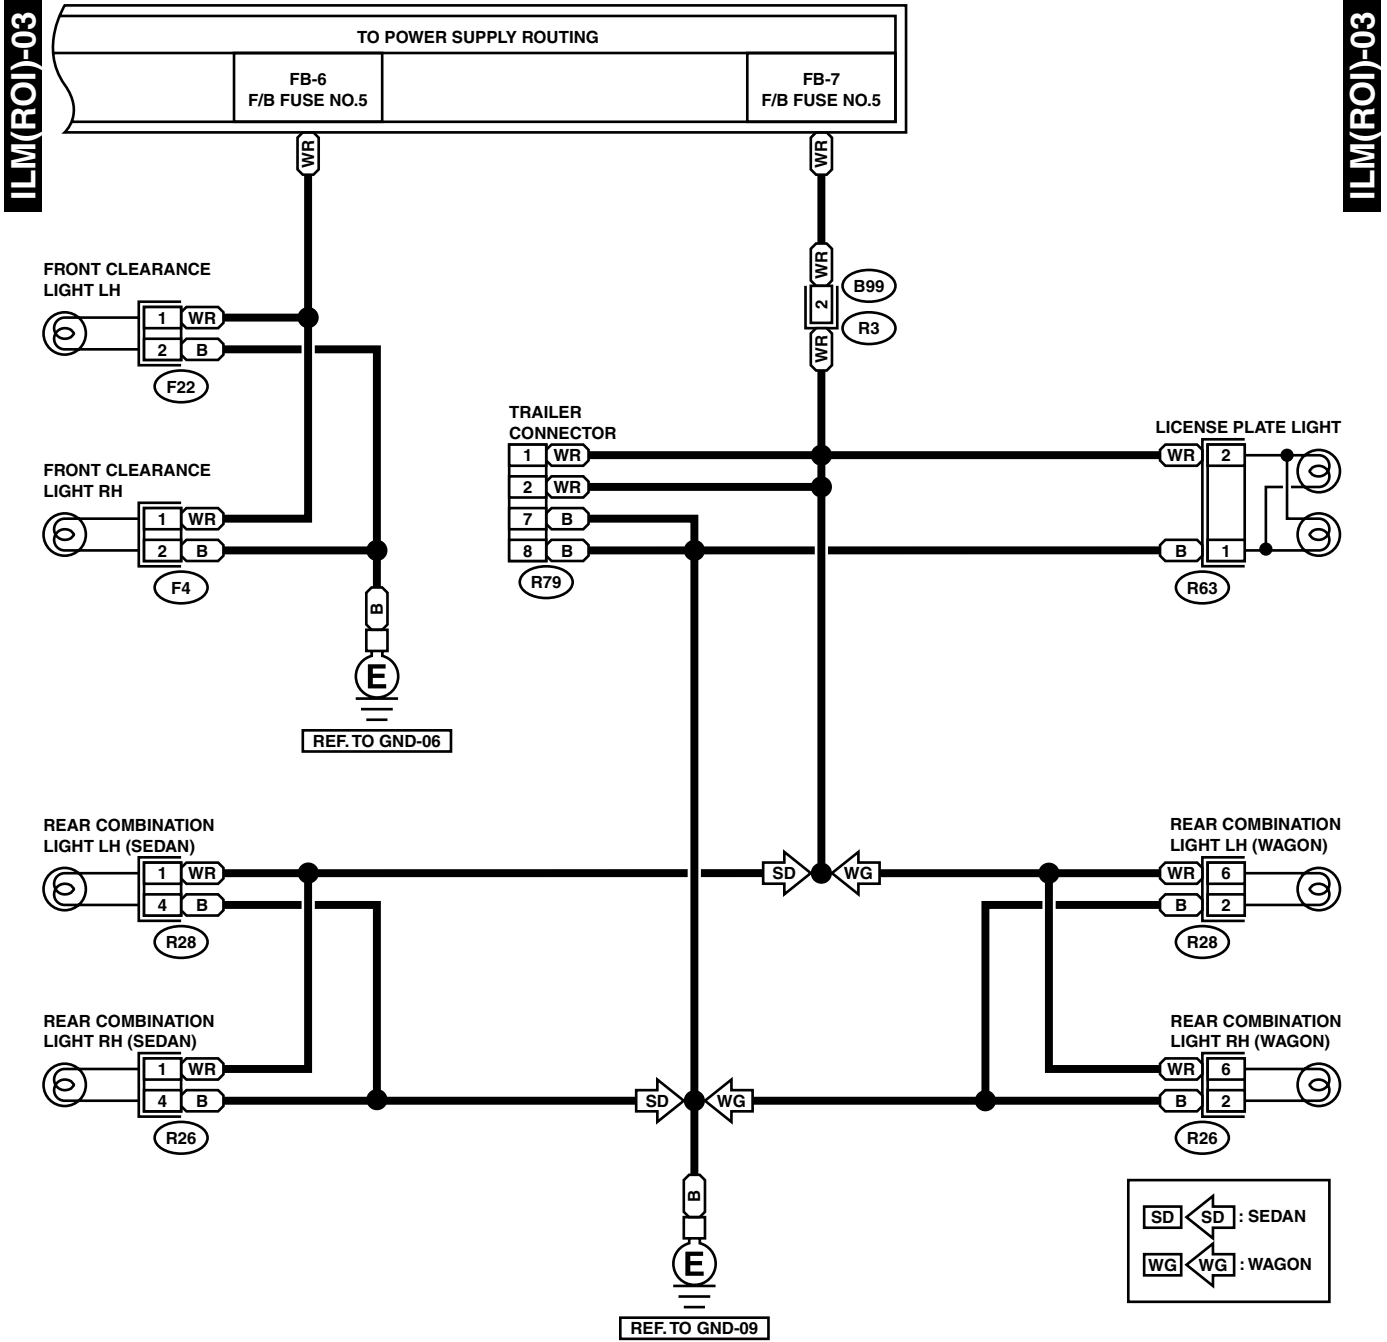 ILM(ROI)-03
ILM(ROI)-03
TO POWER SUPPLY ROUTING
FB-6
F/B FUSE NO.5
FB-7
F/B FUSE NO.5
WR
WR
FRONT CLEARANCE
LIGHT LH
1 WR
2 B
F22
WR
2
WR
B99
R3
FRONT CLEARANCE
LIGHT RH
1 WR
2 B
F4
B
E
REF. TO GND-06
TRAILER
CONNECTOR
1 WR
2 WR
7 B
8 B
R79
LICENSE PLATE LIGHT
WR 2
B 1
R63
REAR COMBINATION
LIGHT LH (SEDAN)
1 WR
4 B
R28
SD
WG
REAR COMBINATION
LIGHT LH (WAGON)
WR 6
B 2
R28
REAR COMBINATION
LIGHT RH (SEDAN)
1 WR
4 B
R26
SD
WG
REAR COMBINATION
LIGHT RH (WAGON)
WR 6
B 2
R26
B
E
REF. TO GND-09
SD SD : SEDAN
WG WG : WAGON